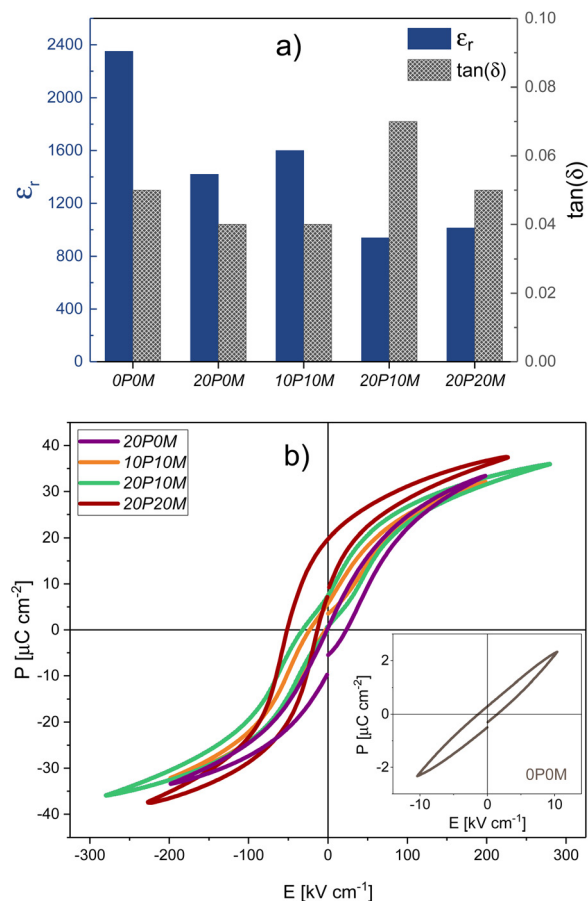 a)
εr
tan(δ)
2400
2000
1600
1200
800
400
0
εr
0.10
0.08
0.06
0.04
0.02
0.00
tan(δ)
0P0M 20P0M 10P10M 20P10M 20P20M
b)
20P0M
10P10M
20P10M
20P20M
40
30
20
10
0
-10
-20
-30
-40
P [µC cm⁻²]
-300 -200 -100 0 100 200 300
E [kV cm⁻¹]
2
0
-2
P [µC cm⁻²]
0P0M
-10 0 10
E [kV cm⁻¹]